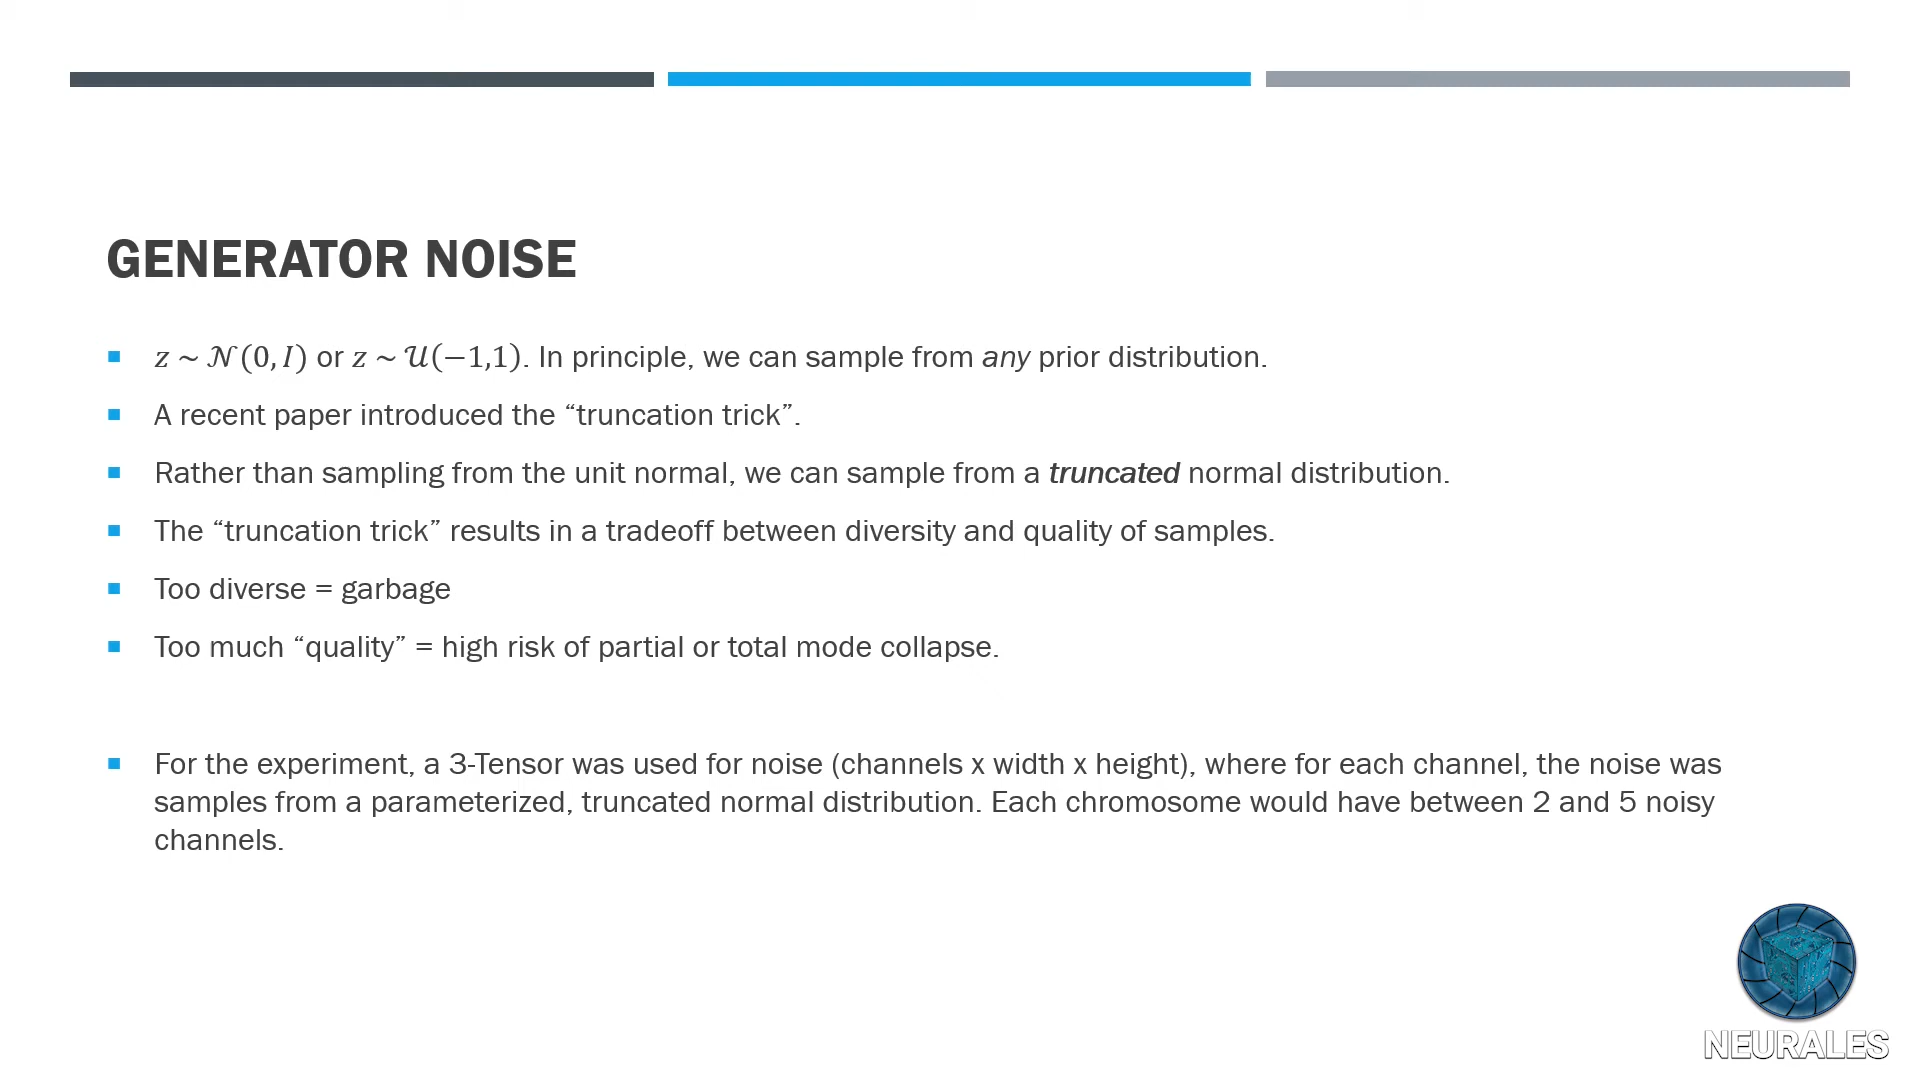 GENERATOR NOISE
z ~ 𝒩(0, I) or z ~ 𝒰(−1,1). In principle, we can sample from any prior distribution.
A recent paper introduced the “truncation trick”.
Rather than sampling from the unit normal, we can sample from a truncated normal distribution.
The “truncation trick” results in a tradeoff between diversity and quality of samples.
Too diverse = garbage
Too much “quality” = high risk of partial or total mode collapse.
For the experiment, a 3-Tensor was used for noise (channels x width x height), where for each channel, the noise was
samples from a parameterized, truncated normal distribution. Each chromosome would have between 2 and 5 noisy
channels.
NEURALES